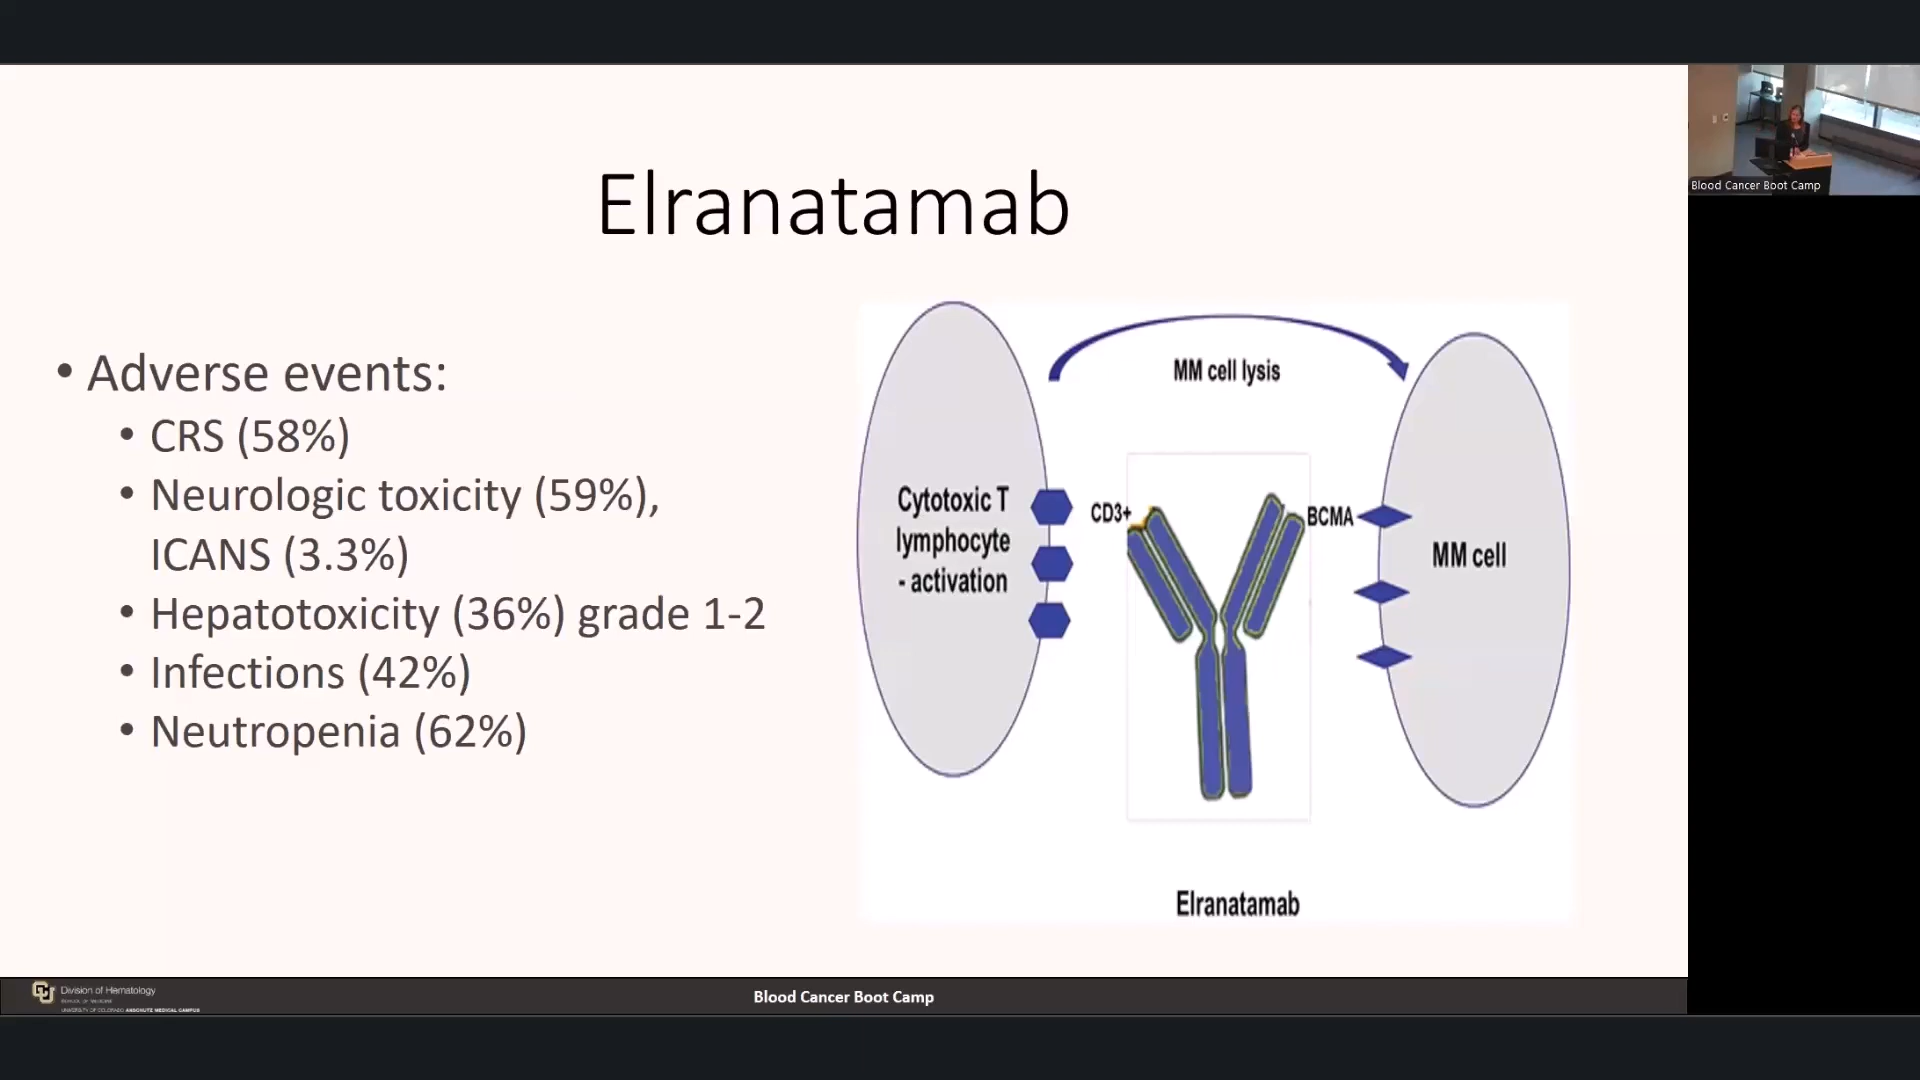 Elranatamab
• Adverse events:
• CRS (58%)
• Neurologic toxicity (59%),
ICANS (3.3%)
• Hepatotoxicity (36%) grade 1-2
• Infections (42%)
• Neutropenia (62%)
MM cell lysis
Cytotoxic T
lymphocyte
- activation
CD3+
BCMA
MM cell
Elranatamab
Blood Cancer Boot Camp
Division of Hematology
SCHOOL OF MEDICINE
UNIVERSITY OF COLORADO ANSCHUTZ MEDICAL CAMPUS
Blood Cancer Boot Camp